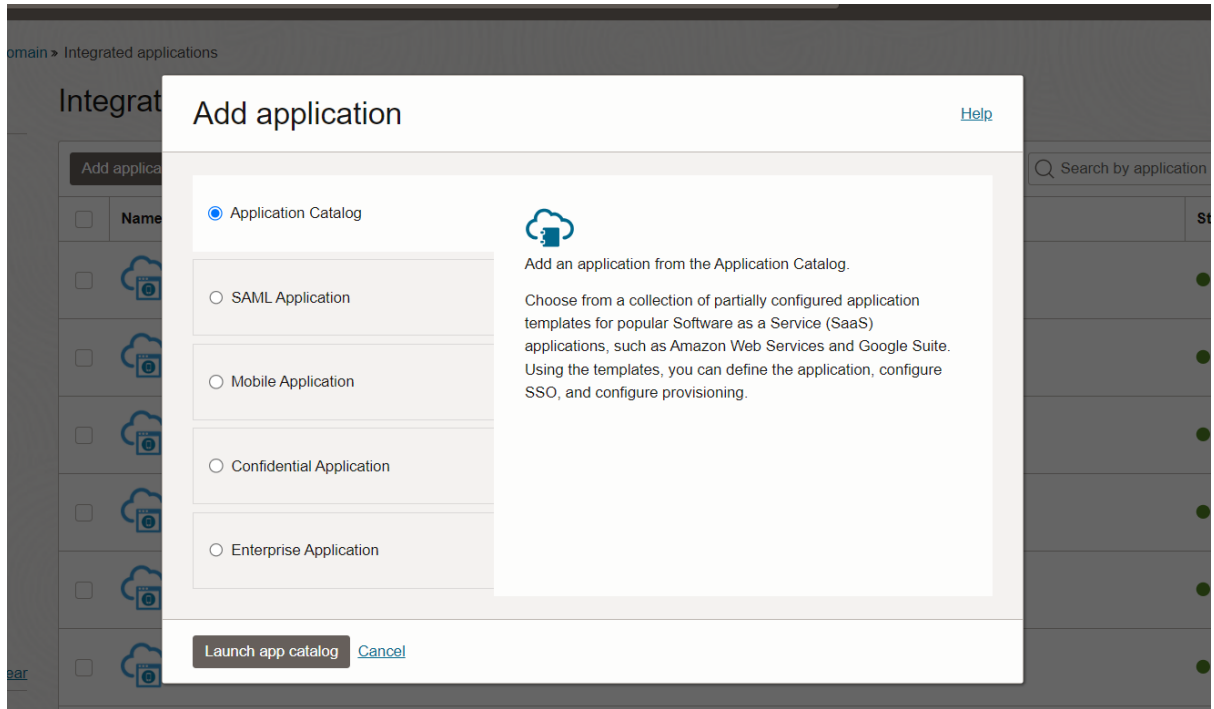 omain » Integrated applications
Integrat
Add application
Help
Add applica
Search by application
Name
St
Application Catalog
SAML Application
Mobile Application
Confidential Application
Enterprise Application
Add an application from the Application Catalog.
Choose from a collection of partially configured application
templates for popular Software as a Service (SaaS)
applications, such as Amazon Web Services and Google Suite.
Using the templates, you can define the application, configure
SSO, and configure provisioning.
Launch app catalog
Cancel
ear